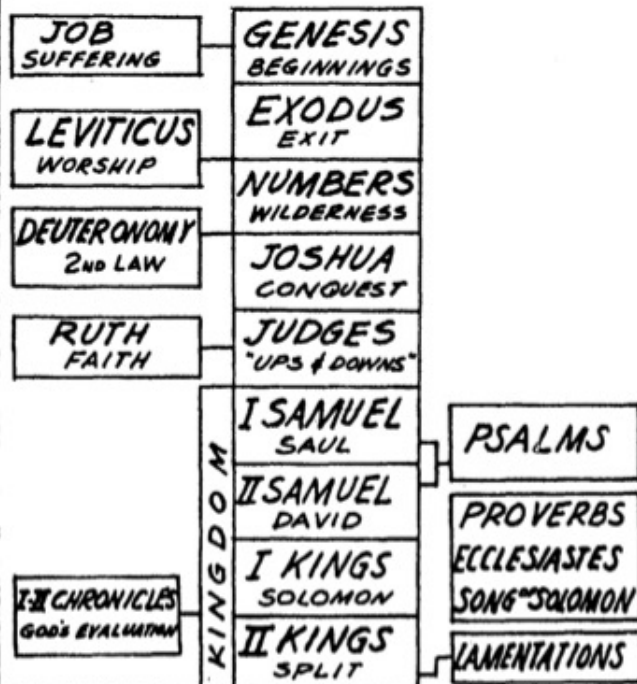 JOB
SUFFERING
GENESIS
BEGINNINGS
EXODUS
EXIT
LEVITICUS
WORSHIP
NUMBERS
WILDERNESS
DEUTERONOMY
2ND LAW
JOSHUA
CONQUEST
RUTH
FAITH
JUDGES
"UPS & DOWNS"
KINGDOM
I SAMUEL
SAUL
PSALMS
II SAMUEL
DAVID
PROVERBS
ECCLESIASTES
SONG OF SOLOMON
I KINGS
SOLOMON
I-II CHRONICLES
GOD'S EVALUATION
II KINGS
SPLIT
LAMENTATIONS